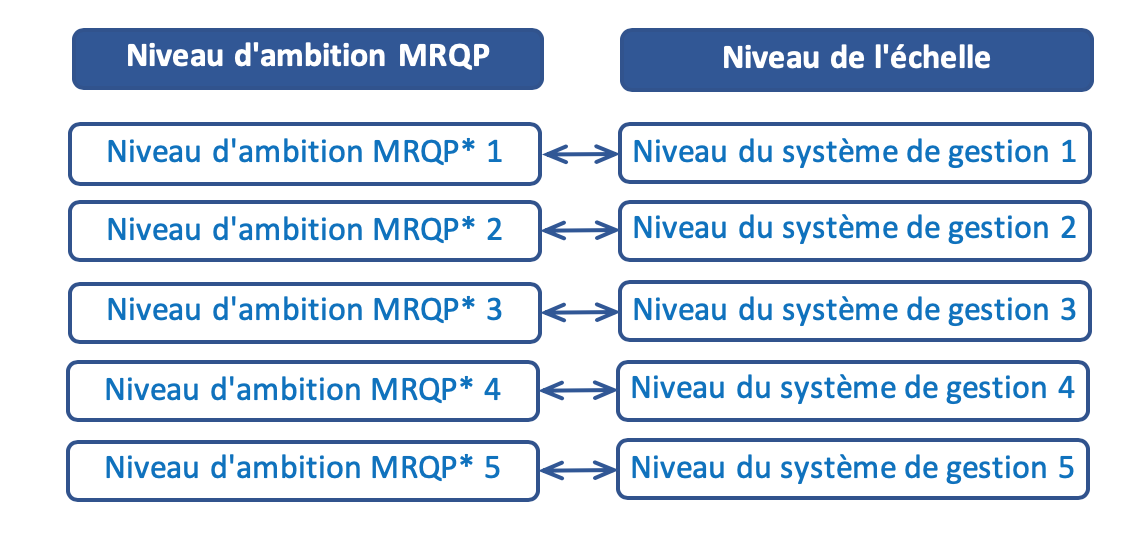 Niveau d'ambition MRQP
Niveau de l'échelle
Niveau d'ambition MRQP* 1
Niveau du système de gestion 1
Niveau d'ambition MRQP* 2
Niveau du système de gestion 2
Niveau d'ambition MRQP* 3
Niveau du système de gestion 3
Niveau d'ambition MRQP* 4
Niveau du système de gestion 4
Niveau d'ambition MRQP* 5
Niveau du système de gestion 5